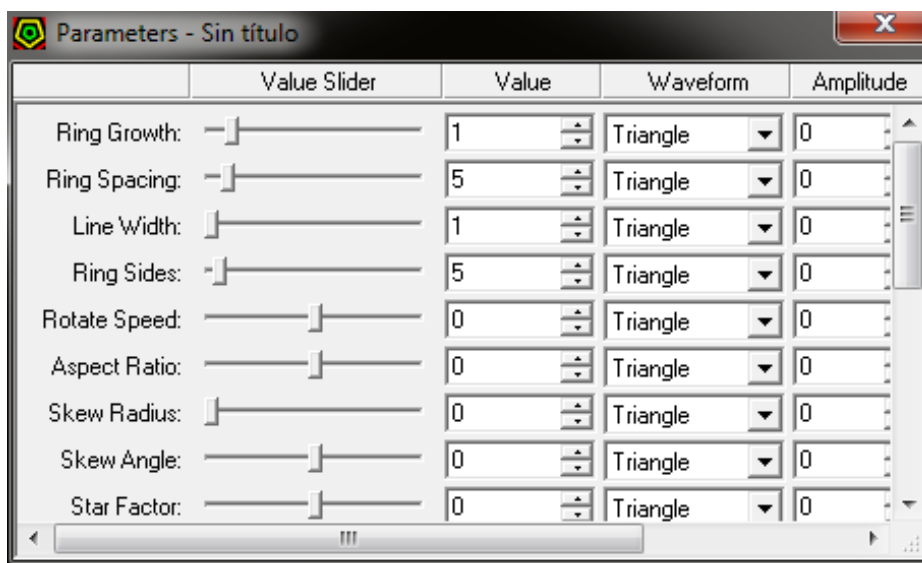 Parameters - Sin título
Value Slider Value Waveform Amplitude
Ring Growth: 1 Triangle 0
Ring Spacing: 5 Triangle 0
Line Width: 1 Triangle 0
Ring Sides: 5 Triangle 0
Rotate Speed: 0 Triangle 0
Aspect Ratio: 0 Triangle 0
Skew Radius: 0 Triangle 0
Skew Angle: 0 Triangle 0
Star Factor: 0 Triangle 0